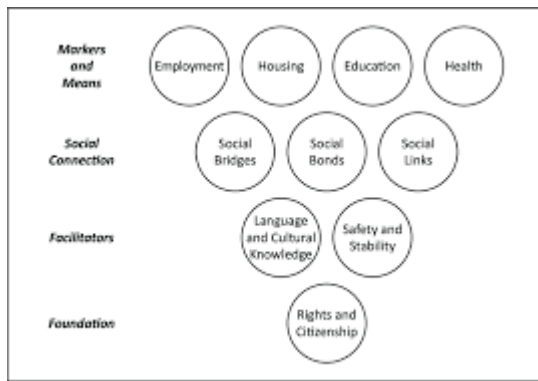 Markers
and
Means
Employment
Housing
Education
Health
Social
Connection
Social
Bridges
Social
Bonds
Social
Links
Facilitators
Language
and Cultural
Knowledge
Safety and
Stability
Foundation
Rights and
Citizenship